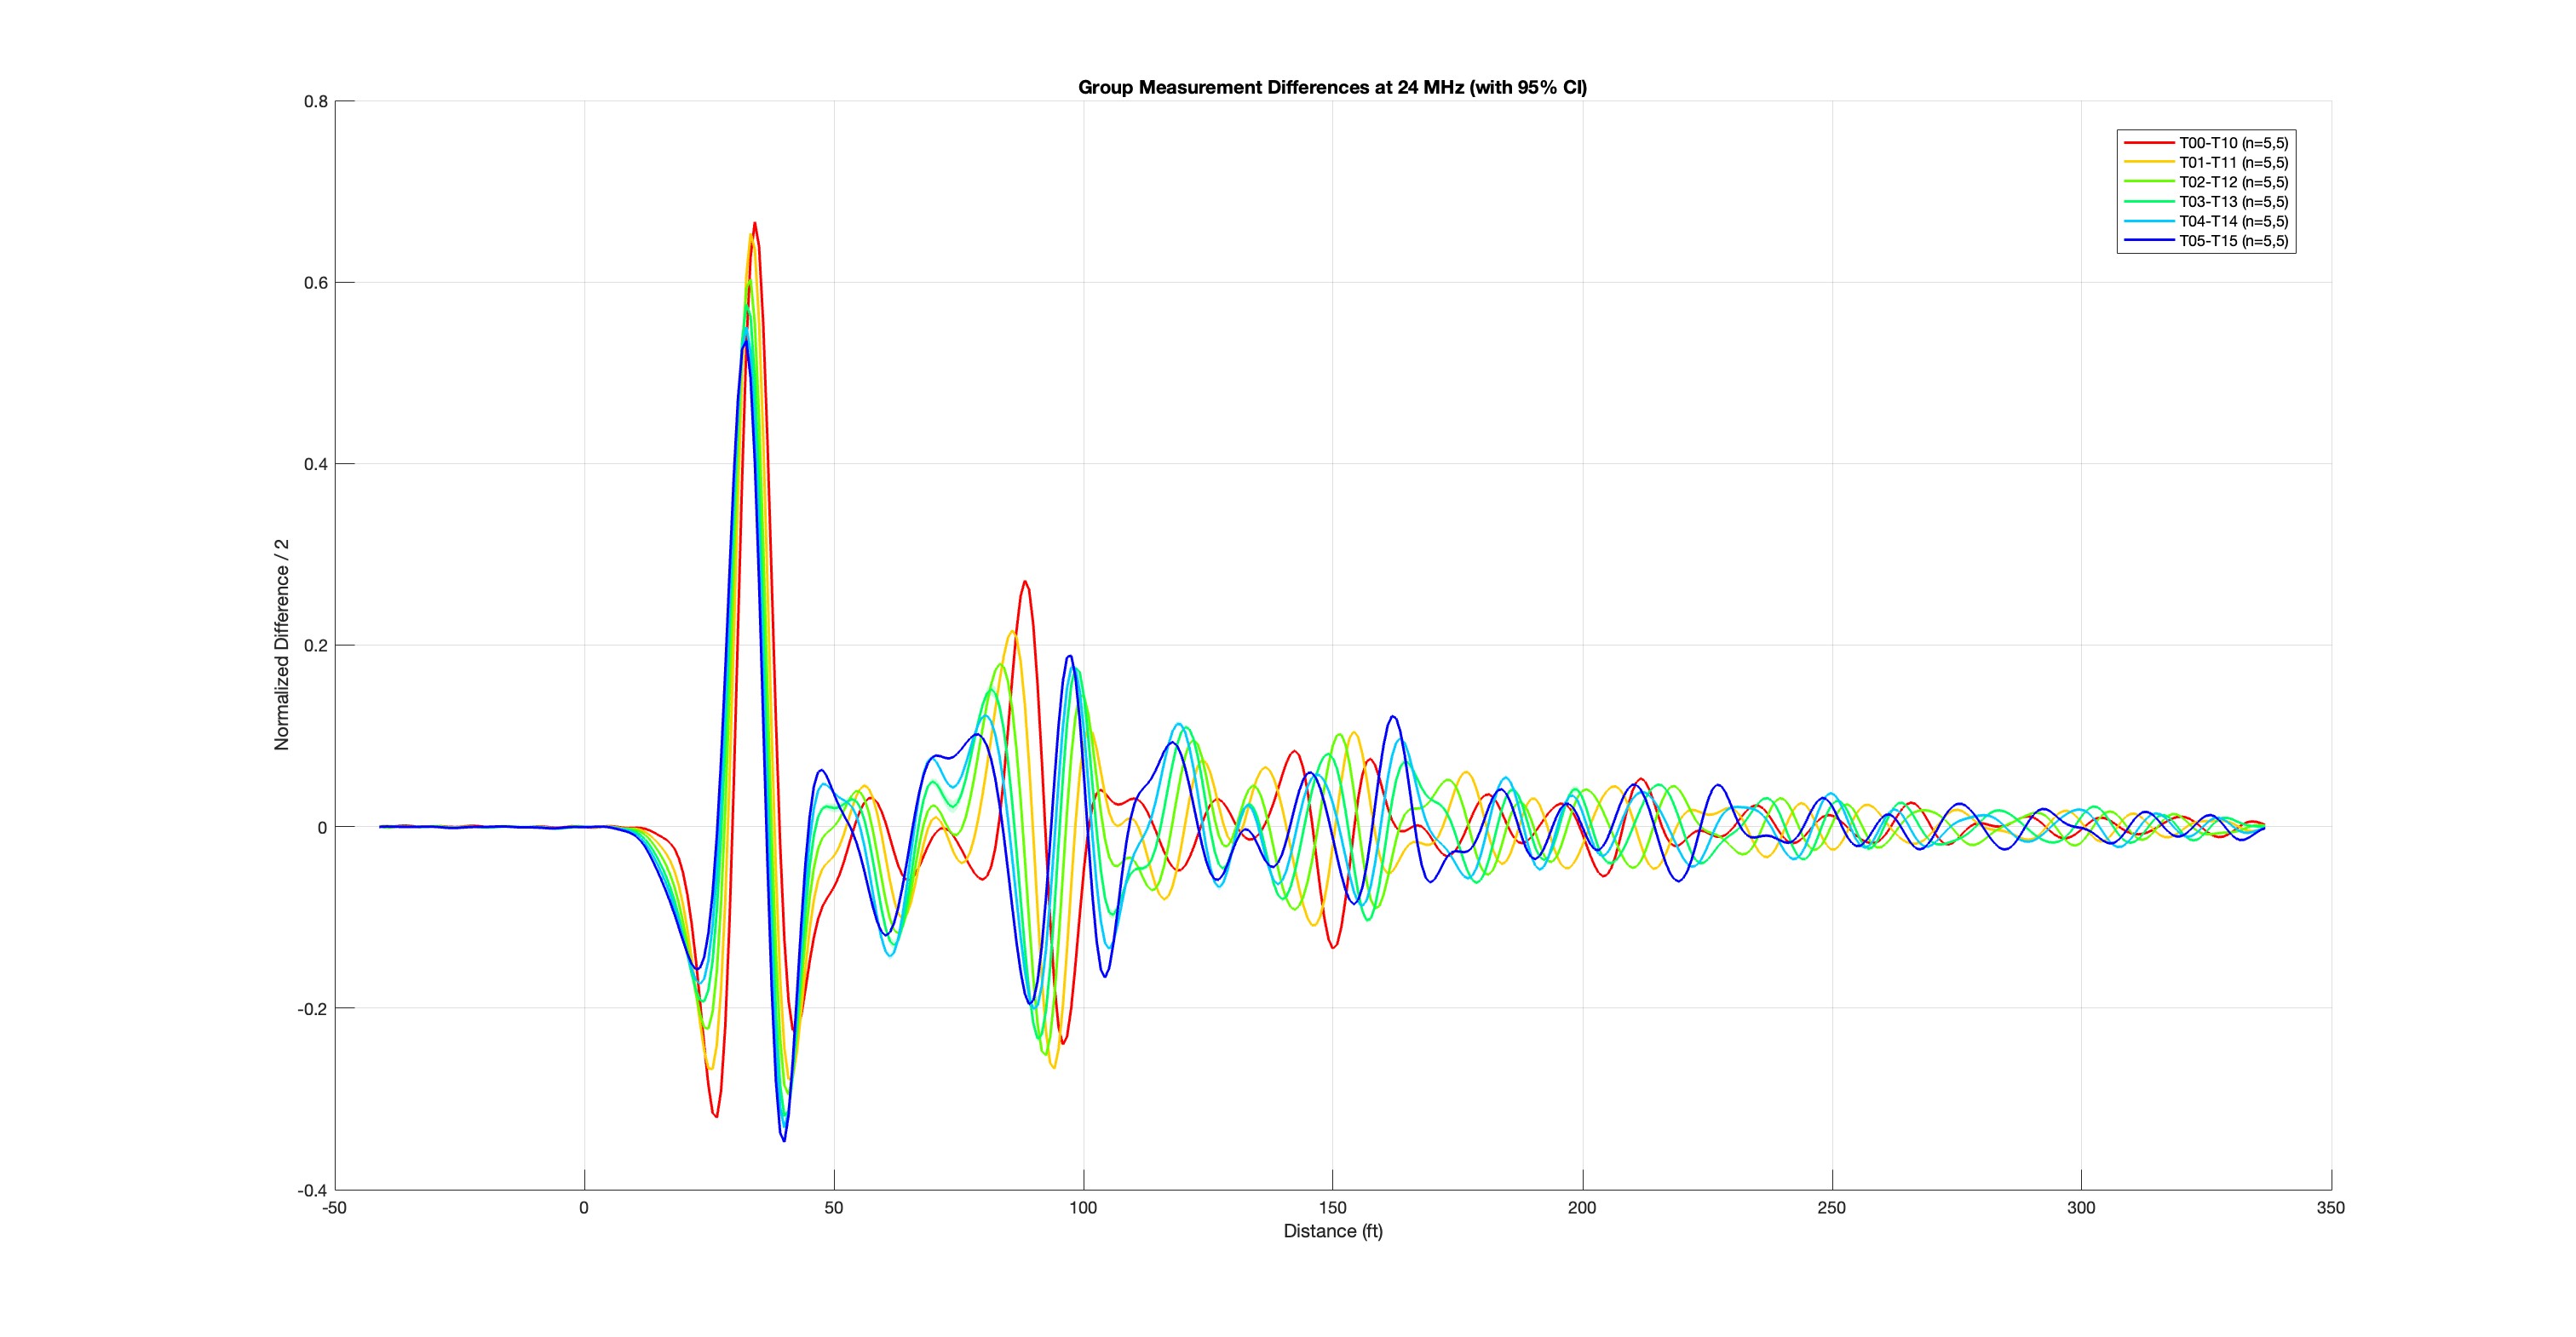 Group Measurement Differences at 24 MHz (with 95% CI)
T00-T10 (n=5,5)
T01-T11 (n=5,5)
T02-T12 (n=5,5)
T03-T13 (n=5,5)
T04-T14 (n=5,5)
T05-T15 (n=5,5)
Normalized Difference / 2
0.8
0.6
0.4
0.2
0
-0.2
-0.4
-50 0 50 100 150 200 250 300 350
Distance (ft)